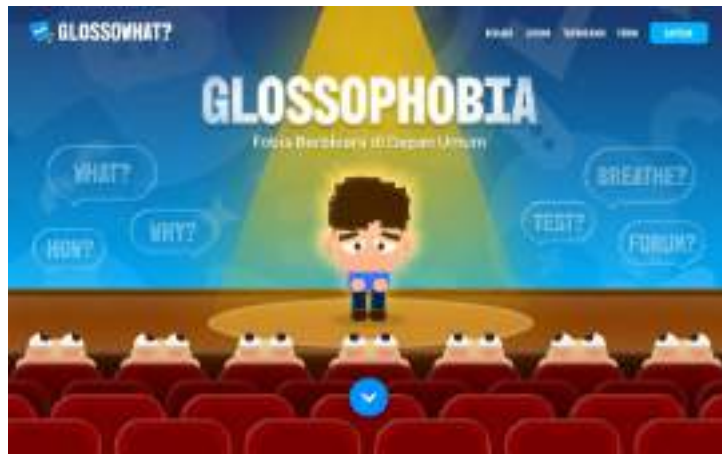 GLOSSOWHAT?
GLOSSOPHOBIA
Fobia Berbicara di Depan Umum
WHAT?
BREATHE?
WHY?
TEST?
HOW?
FORUM?